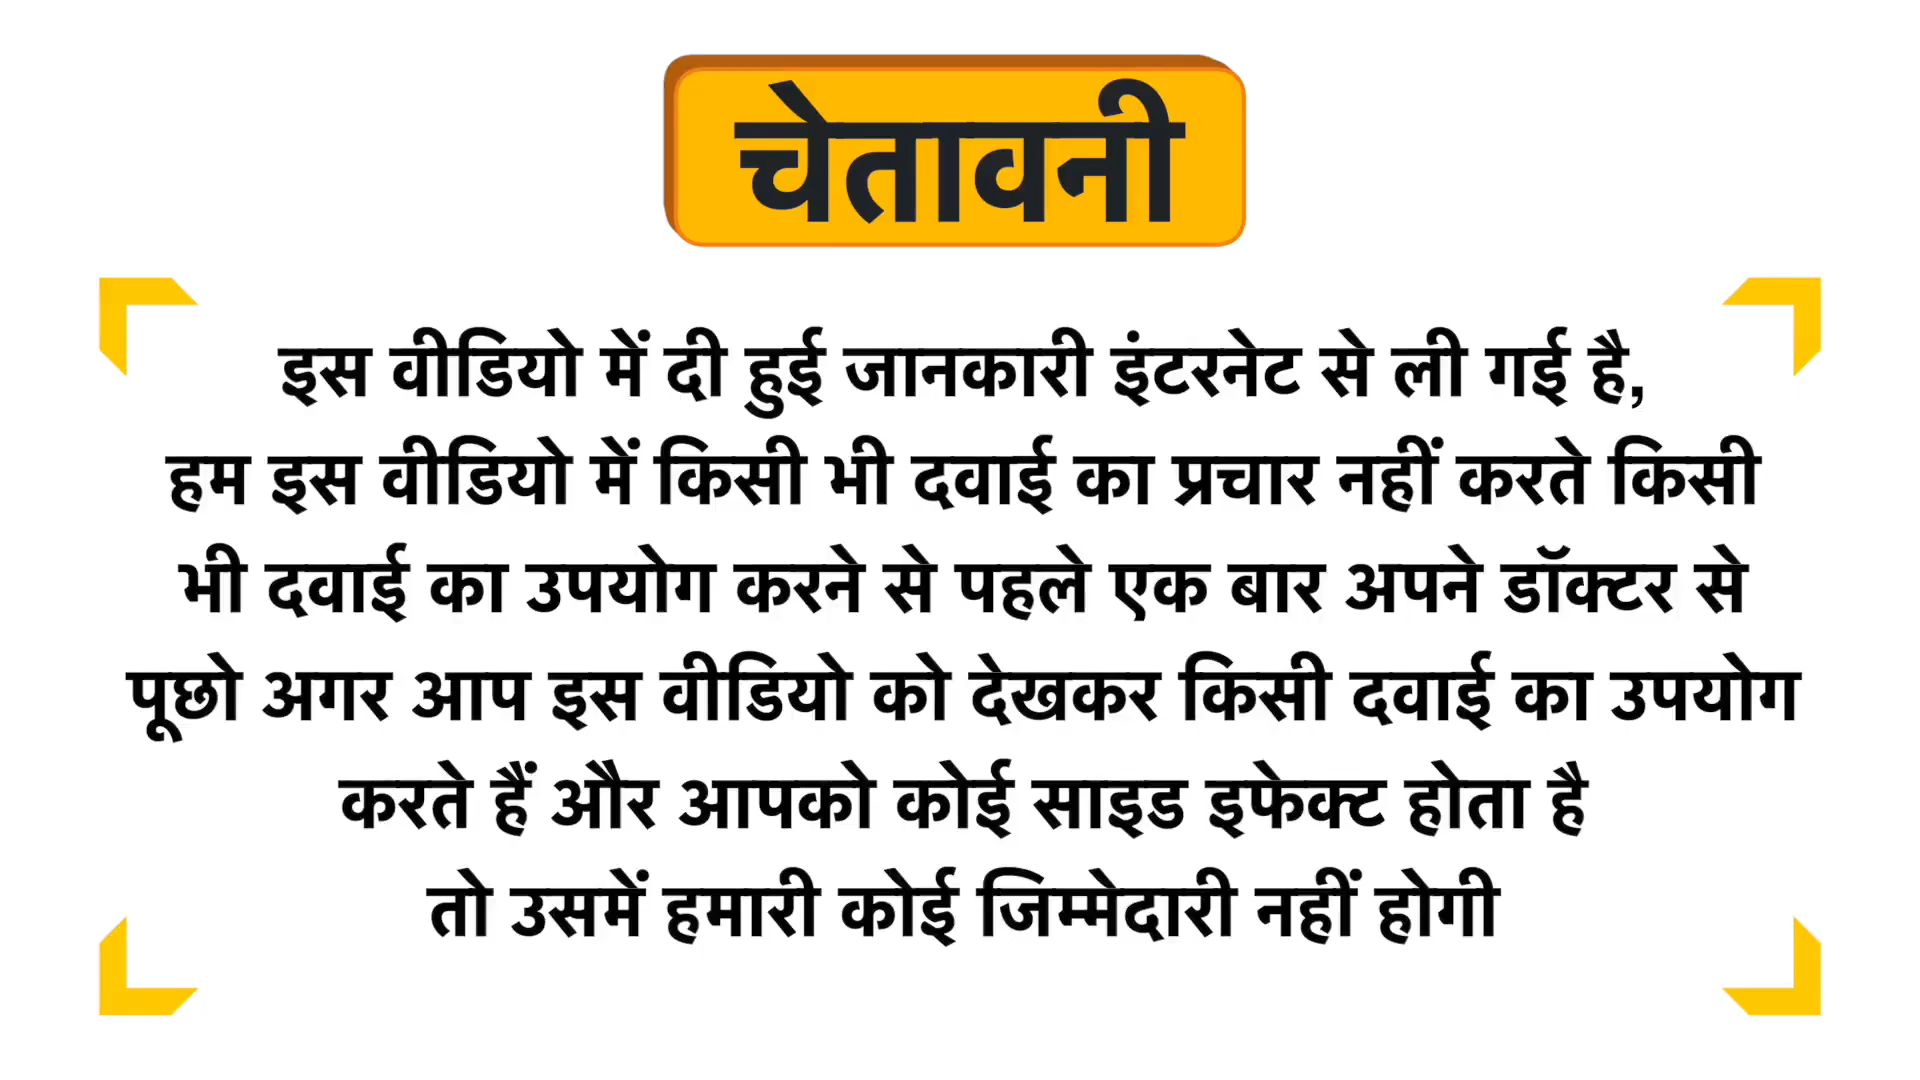 चेतावनी
इस वीडियो में दी हुई जानकारी इंटरनेट से ली गई है,
हम इस वीडियो में किसी भी दवाई का प्रचार नहीं करते किसी
भी दवाई का उपयोग करने से पहले एक बार अपने डॉक्टर से
पूछो अगर आप इस वीडियो को देखकर किसी दवाई का उपयोग
करते हैं और आपको कोई साइड इफेक्ट होता है
तो उसमें हमारी कोई जिम्मेदारी नहीं होगी